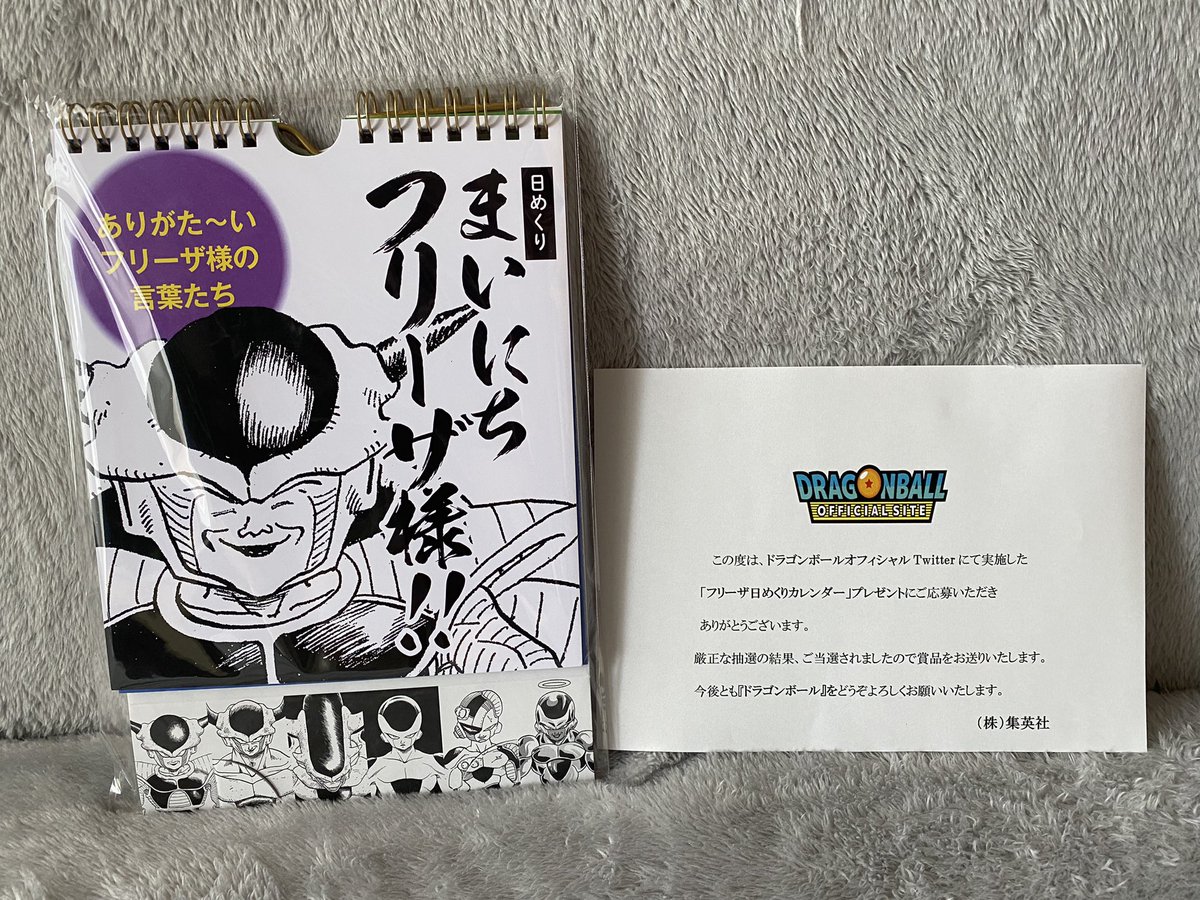 日めくり
まいにち
フリーザ様!!
ありがた～い
フリーザ様の
言葉たち
DRAGONBALL
OFFICIAL SITE
この度は、ドラゴンボールオフィシャル Twitter にて実施した
「フリーザ日めくりカレンダー」プレゼントにご応募いただき
ありがとうございます。
厳正な抽選の結果、ご当選されましたので賞品をお送りいたします。
今後とも『ドラゴンボール』をどうぞよろしくお願いいたします。
（株）集英社